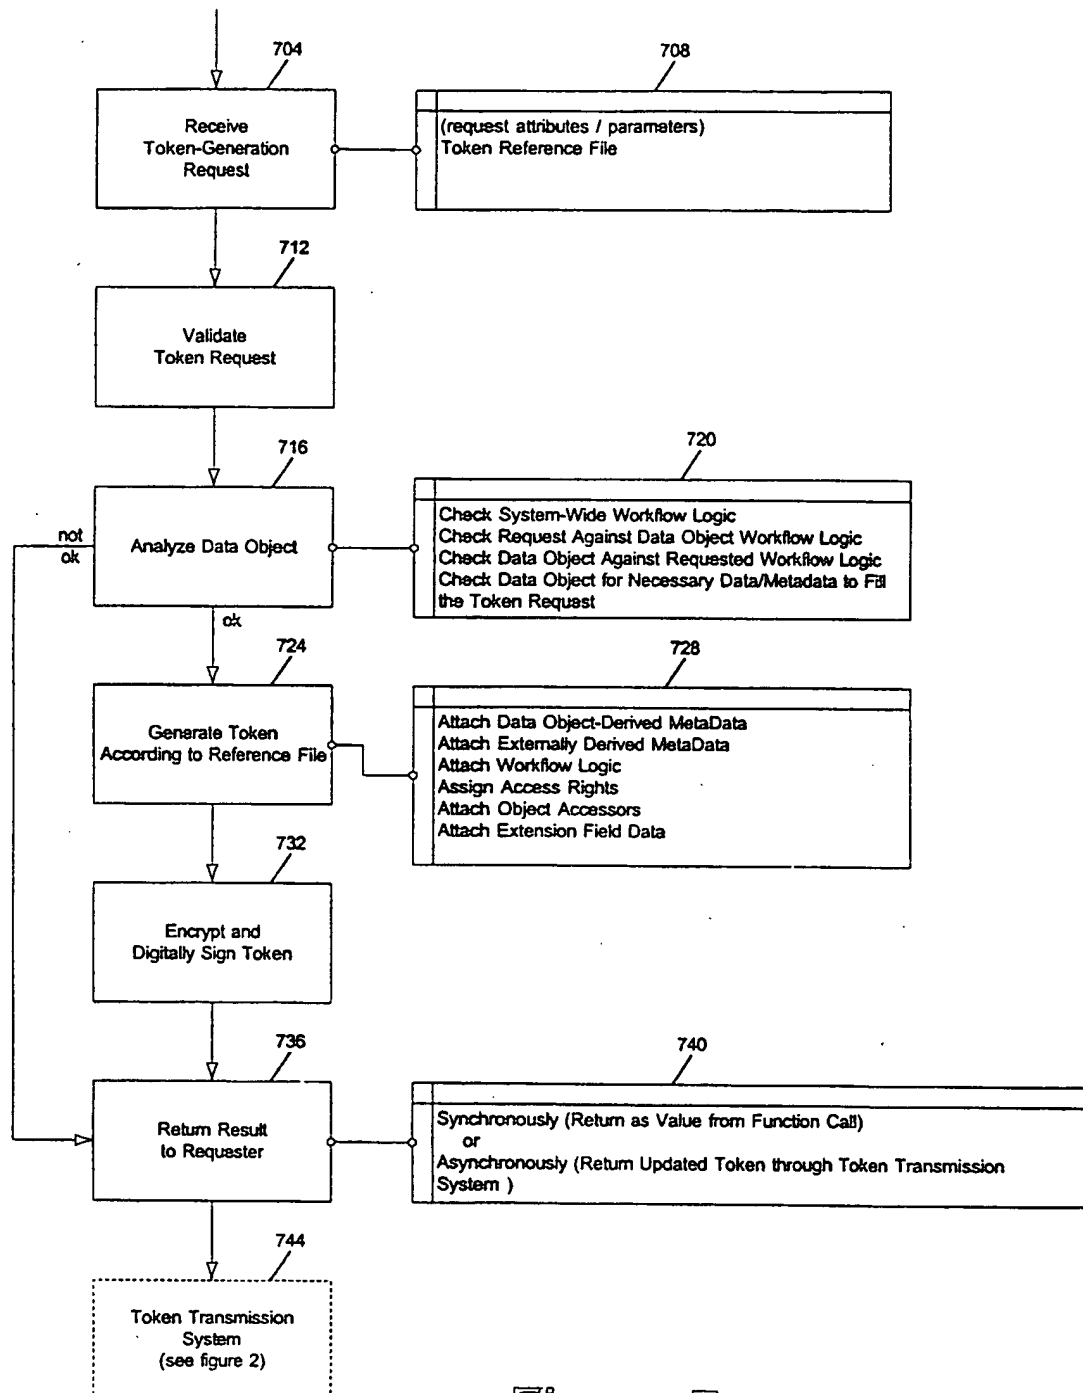 704
708
Receive
Token-Generation
Request
(request attributes / parameters)
Token Reference File
712
Validate
Token Request
716
720
not
ok
Analyze Data Object
Check System-Wide Workflow Logic
Check Request Against Data Object Workflow Logic
Check Data Object Against Requested Workflow Logic
Check Data Object for Necessary Data/Metadata to Fill
the Token Request
ok
724
728
Generate Token
According to Reference File
Attach Data Object-Derived MetaData
Attach Externally Derived MetaData
Attach Workflow Logic
Assign Access Rights
Attach Object Accessors
Attach Extension Field Data
732
Encrypt and
Digitally Sign Token
736
740
Return Result
to Requester
Synchronously (Return as Value from Function Call)
or
Asynchronously (Return Updated Token through Token Transmission
System )
744
Token Transmission
System
(see figure 2)